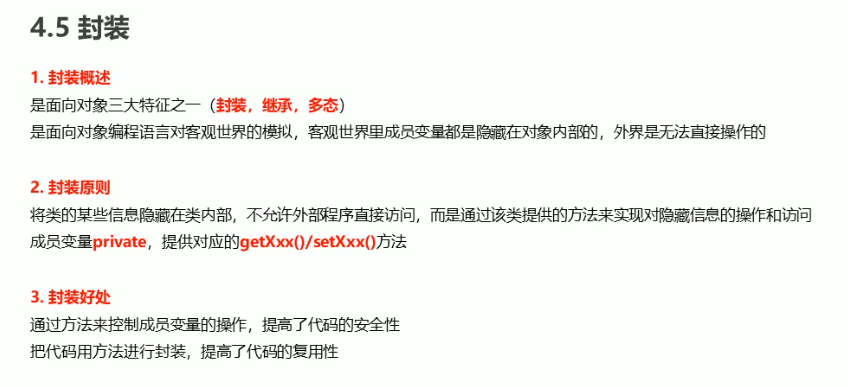 4.5 封装
1. 封装概述
是面向对象三大特征之一（封装，继承，多态）
是面向对象编程语言对客观世界的模拟，客观世界里成员变量都是隐藏在对象内部的，外界是无法直接操作的
2. 封装原则
将类的某些信息隐藏在类内部，不允许外部程序直接访问，而是通过该类提供的方法来实现对隐藏信息的操作和访问
成员变量private，提供对应的getXxx()/setXxx()方法
3. 封装好处
通过方法来控制成员变量的操作，提高了代码的安全性
把代码用方法进行封装，提高了代码的复用性